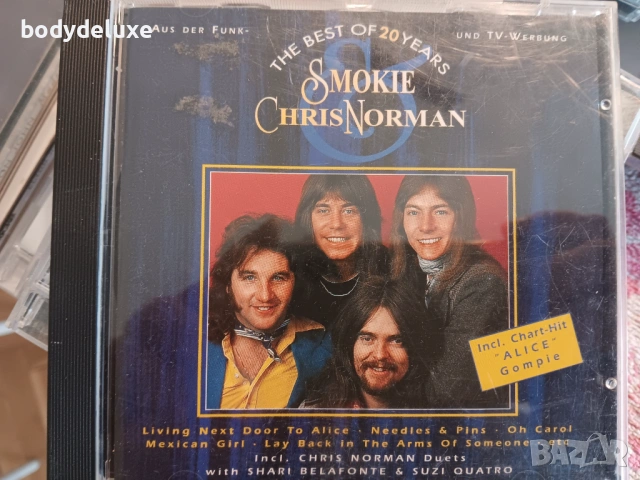 bodydeluxe
AUS DER FUNK- UND TV-WERBUNG
THE BEST OF 20 YEARS
SMOKIE
CHRIS NORMAN
Incl. Chart-Hit
"ALICE"
Gompie
Living Next Door To Alice · Needles & Pins · Oh Carol
Mexican Girl · Lay Back in The Arms Of Someone · etc
Incl. CHRIS NORMAN Duets
with SHARI BELAFONTE & SUZI QUATRO
BAZAR